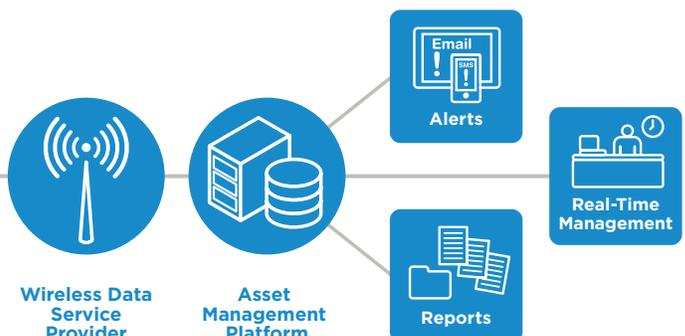 Email
SMS
Alerts
Real-Time
Management
Wireless Data
Service
Provider
Asset
Management
Platform
Reports